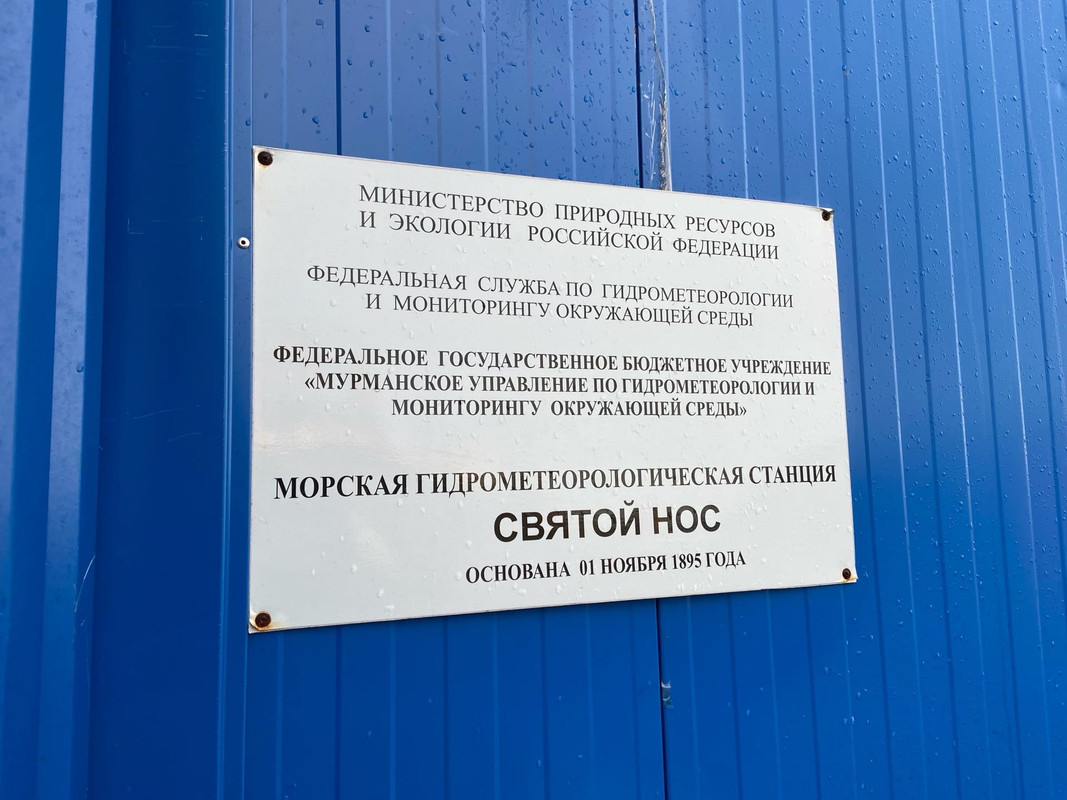 МИНИСТЕРСТВО ПРИРОДНЫХ РЕСУРСОВ
И ЭКОЛОГИИ РОССИЙСКОЙ ФЕДЕРАЦИИ
ФЕДЕРАЛЬНАЯ СЛУЖБА ПО ГИДРОМЕТЕОРОЛОГИИ
И МОНИТОРИНГУ ОКРУЖАЮЩЕЙ СРЕДЫ
ФЕДЕРАЛЬНОЕ ГОСУДАРСТВЕННОЕ БЮДЖЕТНОЕ УЧРЕЖДЕНИЕ
«МУРМАНСКОЕ УПРАВЛЕНИЕ ПО ГИДРОМЕТЕОРОЛОГИИ И
МОНИТОРИНГУ ОКРУЖАЮЩЕЙ СРЕДЫ»
МОРСКАЯ ГИДРОМЕТЕОРОЛОГИЧЕСКАЯ СТАНЦИЯ
СВЯТОЙ НОС
ОСНОВАНА 01 НОЯБРЯ 1895 ГОДА